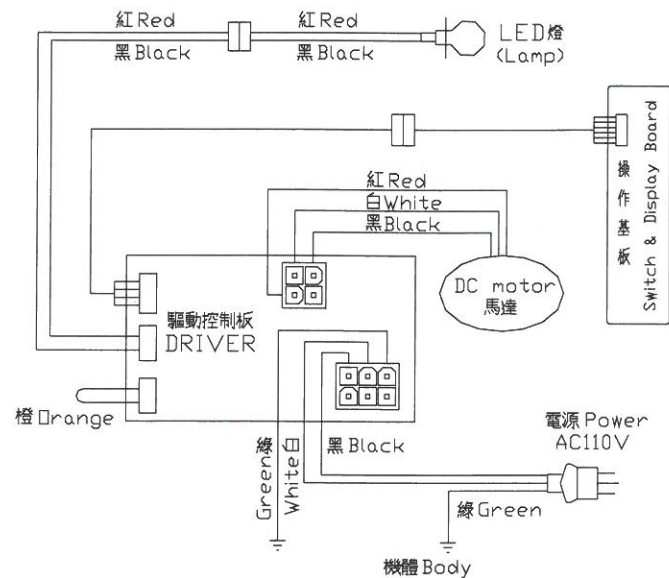 紅Red
紅Red
黑Black
黑Black
LED燈
(Lamp)
操作基板
Switch & Display Board
紅Red
白White
黑Black
DC motor
馬達
驅動控制板
DRIVER
橙Orange
綠Green
白White
黑Black
電源Power
AC110V
綠Green
機體Body